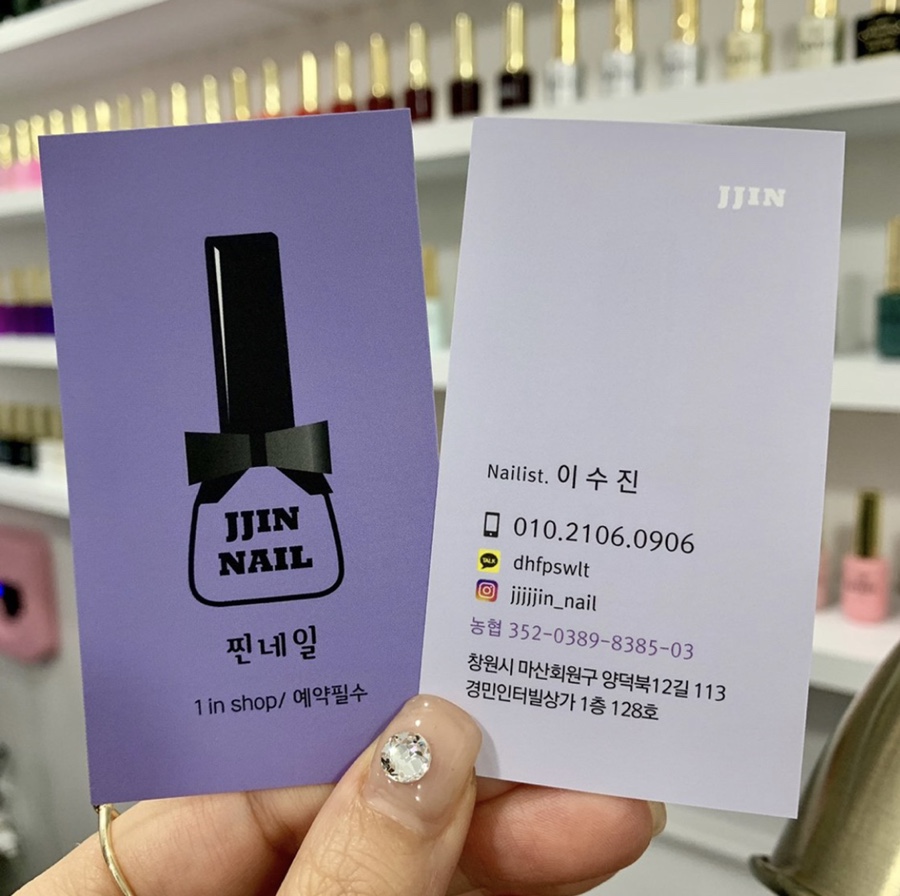 JJIN
NAIL
찐네일
1 in shop/ 예약필수
JJIN
Nailist. 이수진
010.2106.0906
TALK
dhfpswlt
jjjjjin_nail
농협 352-0389-8385-03
창원시 마산회원구 양덕북12길 113
경민인터빌상가 1층 128호